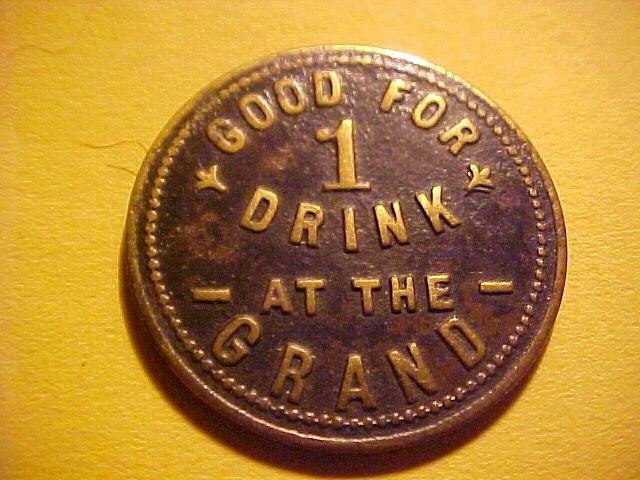 GOOD FOR
1
DRINK
AT THE
GRAND